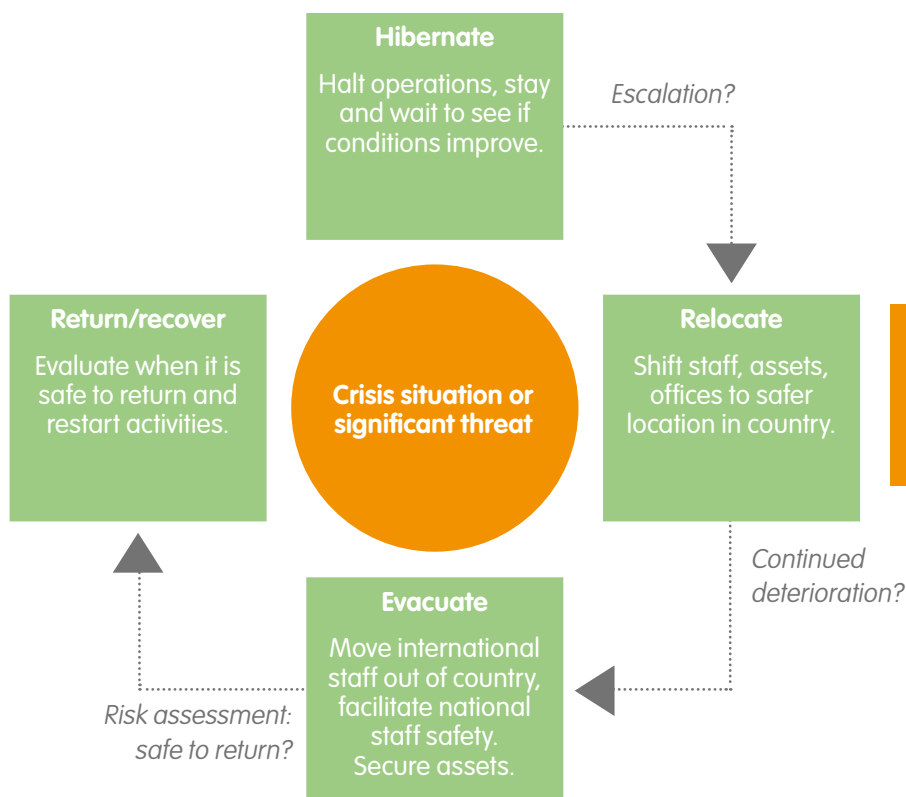 Hibernate
Halt operations, stay
and wait to see if
conditions improve.
Escalation?
Return/recover
Evaluate when it is
safe to return and
restart activities.
Crisis situation or
significant threat
Relocate
Shift staff, assets,
offices to safer
location in country.
Continued
deterioration?
Evacuate
Move international
staff out of country,
facilitate national
staff safety.
Secure assets.
Risk assessment:
safe to return?